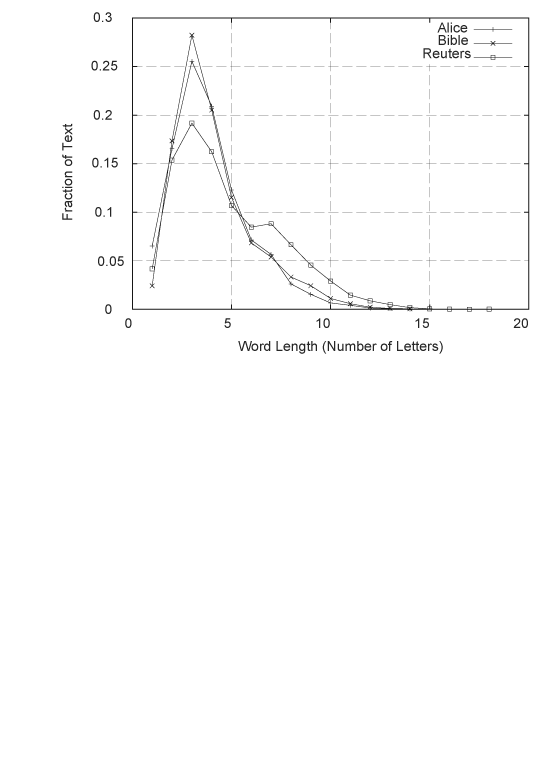 0.3
Alice
Bible
Reuters
0.25
0.2
0.15
0.1
0.05
0
Fraction of Text
0 5 10 15 20
Word Length (Number of Letters)